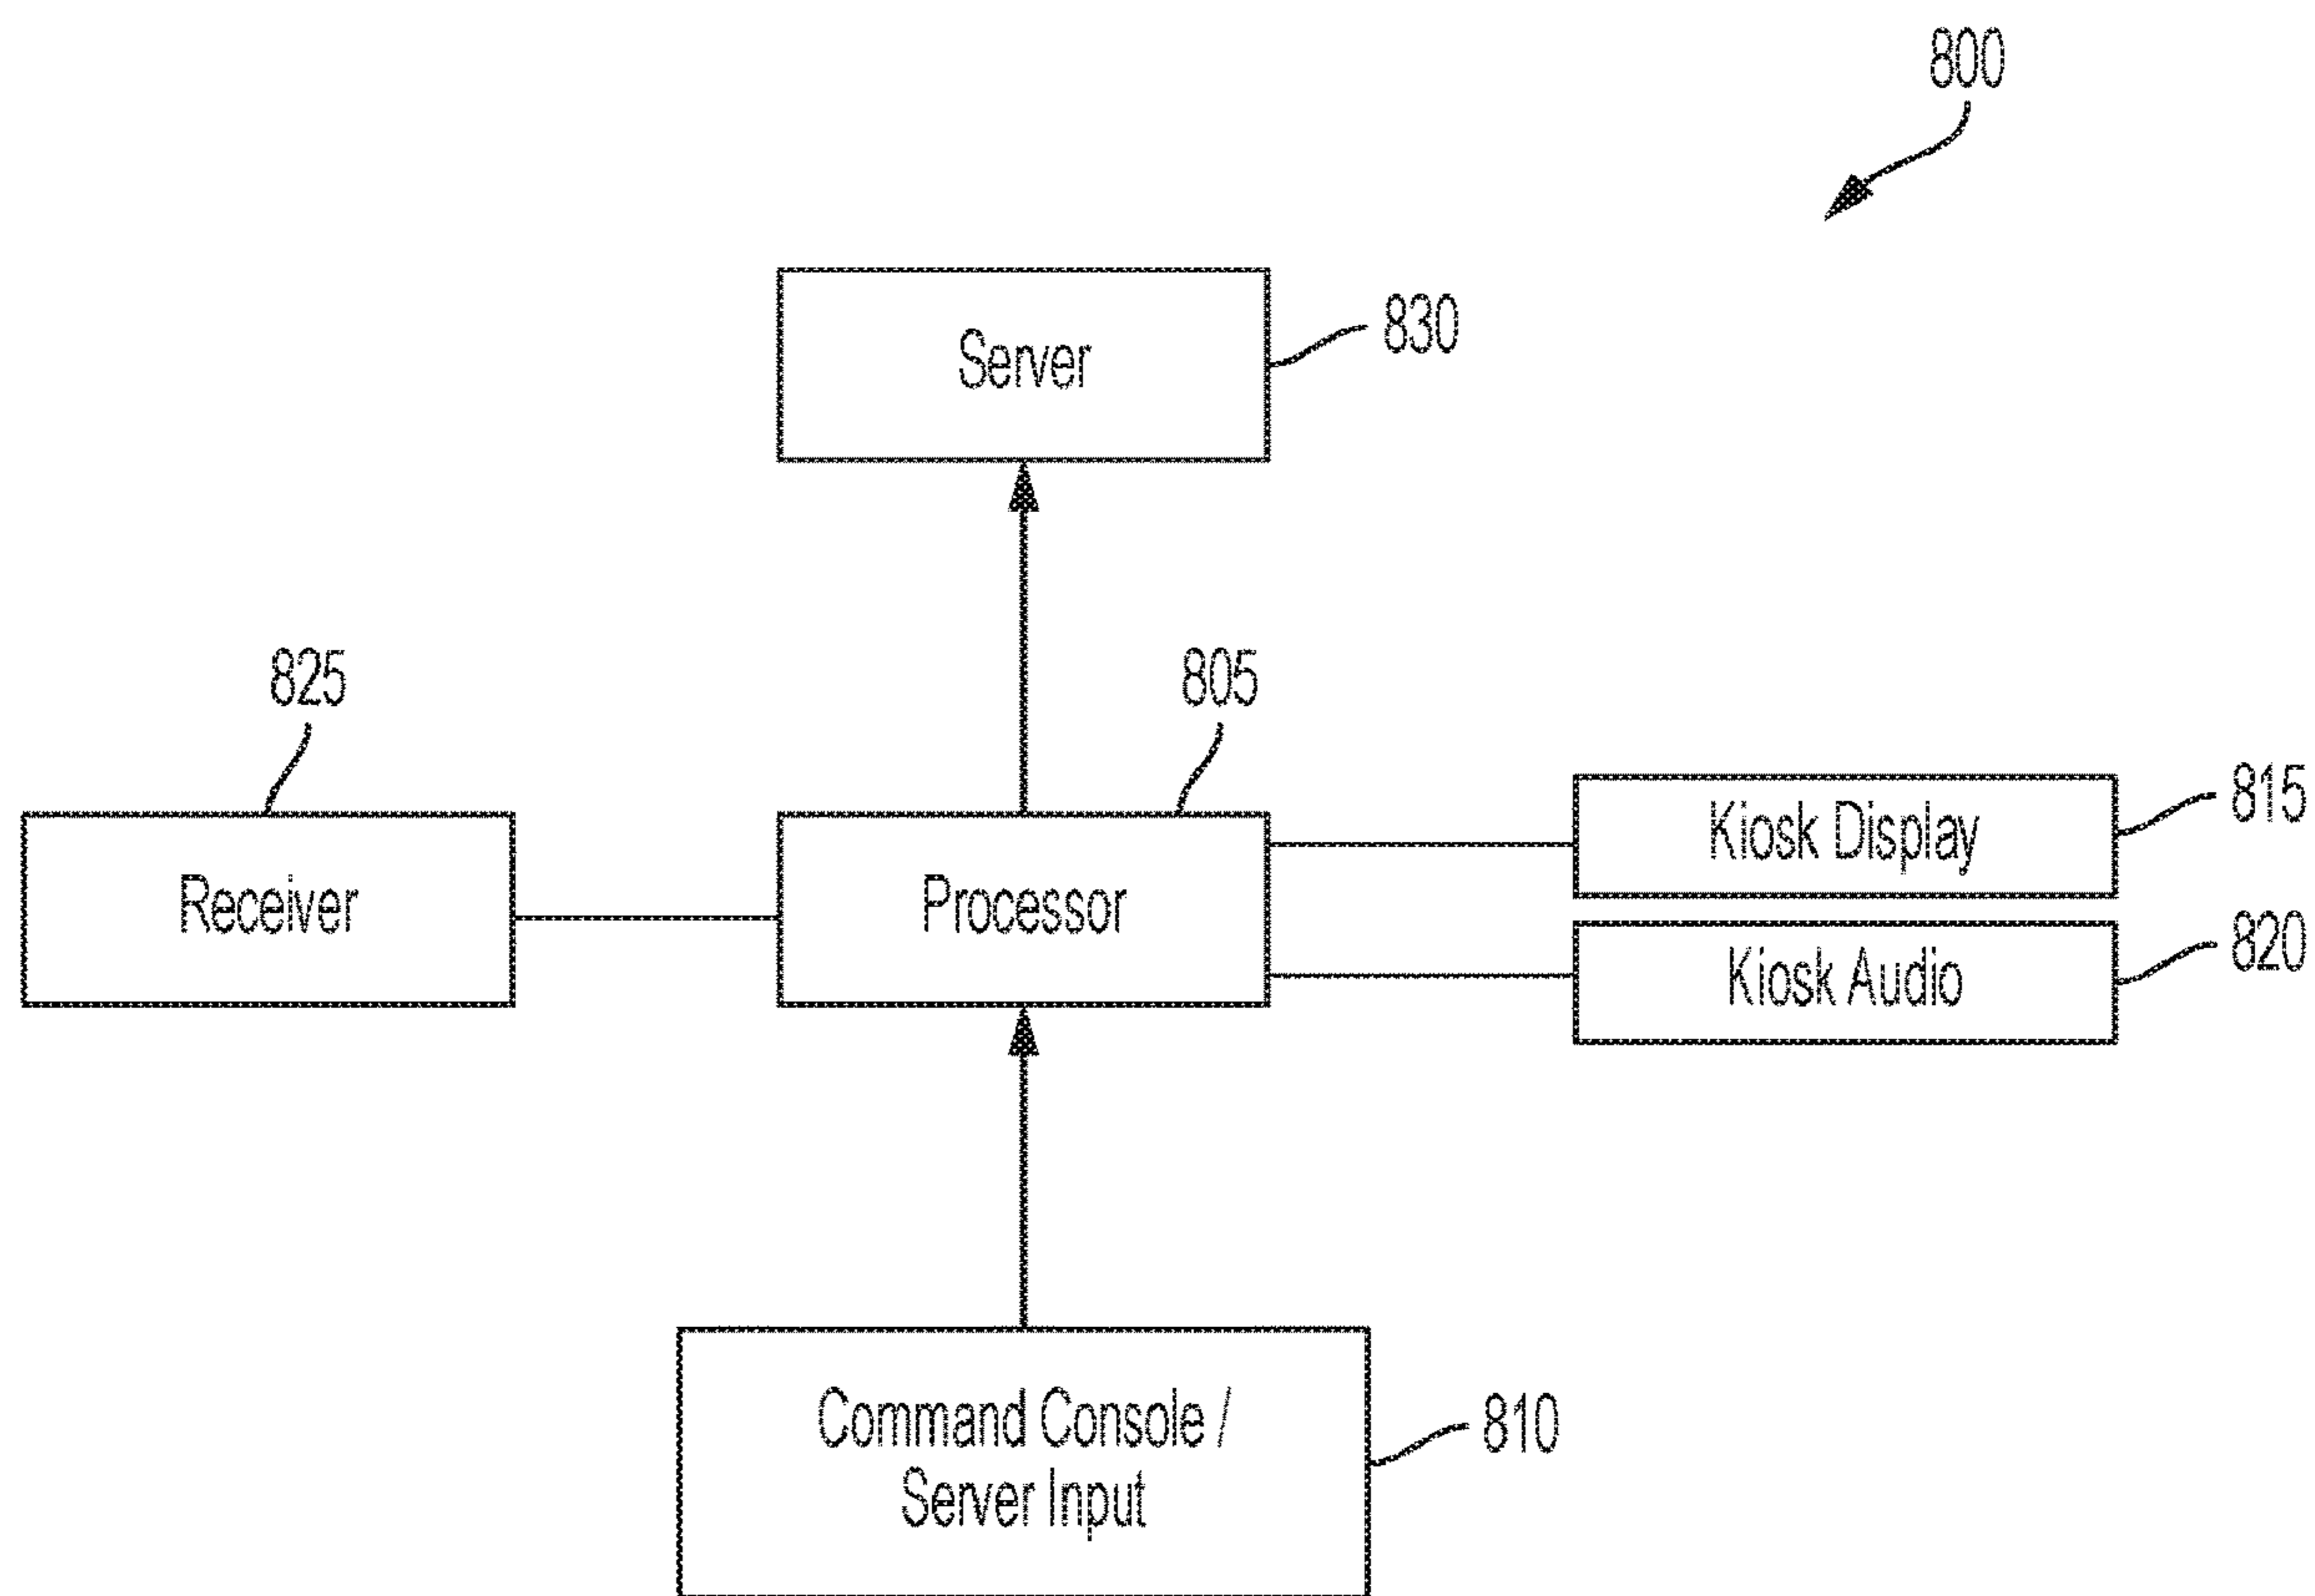 800
Server
830
825
805
Receiver
Processor
Kiosk Display
815
Kiosk Audio
820
Command Console /
Server Input
810